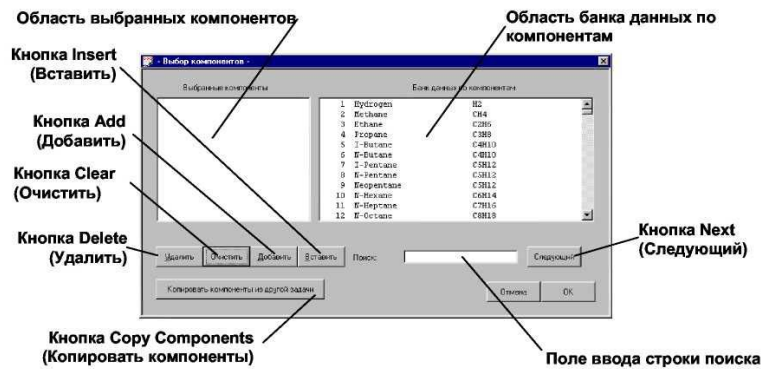 Область выбранных компонентов
Область банка данных по
компонентам
Кнопка Insert
(Вставить)
- Выбор компонентов -
Выбранные компоненты
Банк данных по компонентам
1 Hydrogen H2
2 Methane CH4
3 Ethane C2H6
4 Propane C3H8
5 I-Butane C4H10
6 N-Butane C4H10
7 I-Pentane C5H12
8 N-Pentane C5H12
9 Neopentane C5H12
10 N-Hexane C6H14
11 N-Heptane C7H16
12 N-Octane C8H18
Кнопка Add
(Добавить)
Кнопка Clear
(Очистить)
Кнопка Delete
(Удалить)
Кнопка Next
(Следующий)
Удалить Очистить Добавить Вставить Поиск: Следующий
Копировать компоненты из другой задачи Отмена OK
Кнопка Copy Components
(Копировать компоненты)
Поле ввода строки поиска